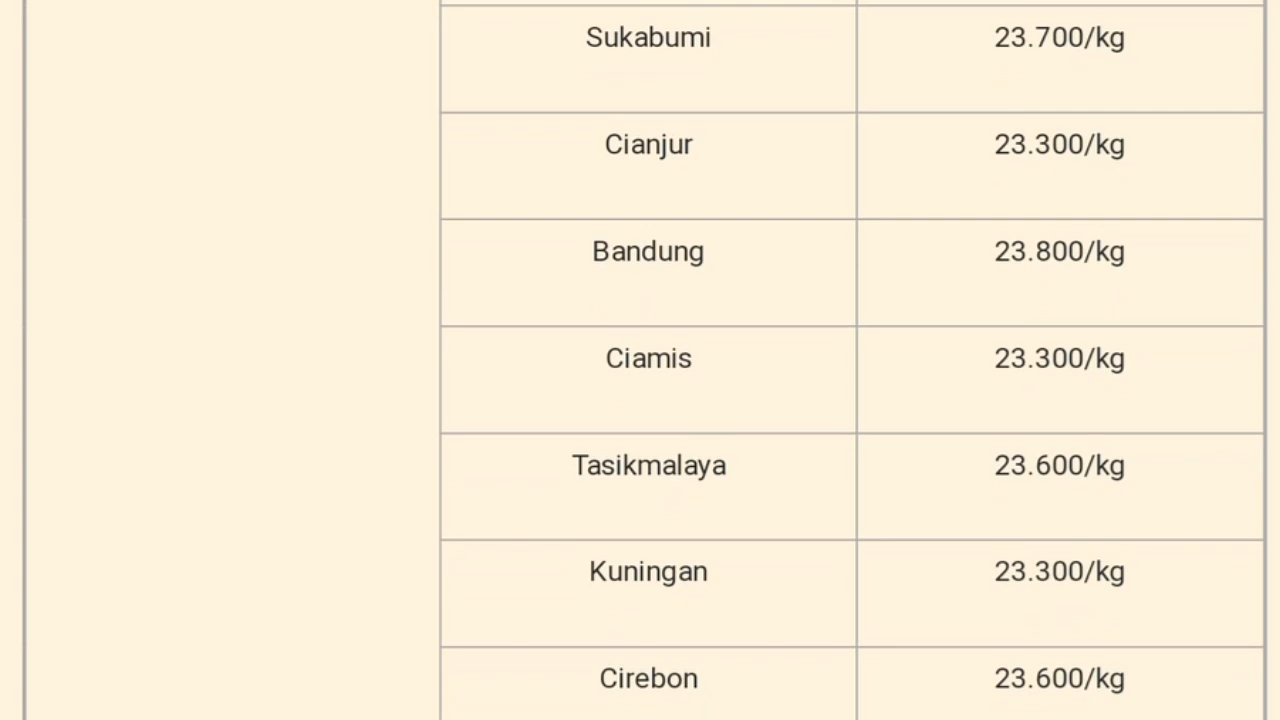 Sukabumi 23.700/kg
Cianjur 23.300/kg
Bandung 23.800/kg
Ciamis 23.300/kg
Tasikmalaya 23.600/kg
Kuningan 23.300/kg
Cirebon 23.600/kg